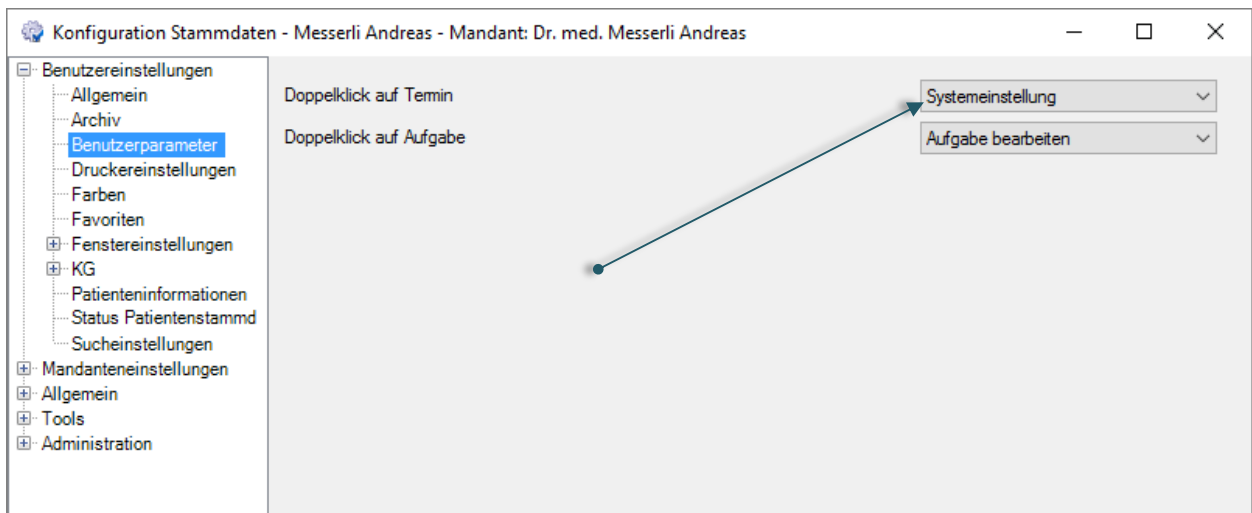 Konfiguration Stammdaten - Messerli Andreas - Mandant: Dr. med. Messerli Andreas
Benutzereinstellungen
Allgemein
Archiv
Benutzerparameter
Druckereinstellungen
Farben
Favoriten
Fenstereinstellungen
KG
Patienteninformationen
Status Patientenstammd
Sucheinstellungen
Mandanteneinstellungen
Allgemein
Tools
Administration
Doppelklick auf Termin
Systemeinstellung
Doppelklick auf Aufgabe
Aufgabe bearbeiten